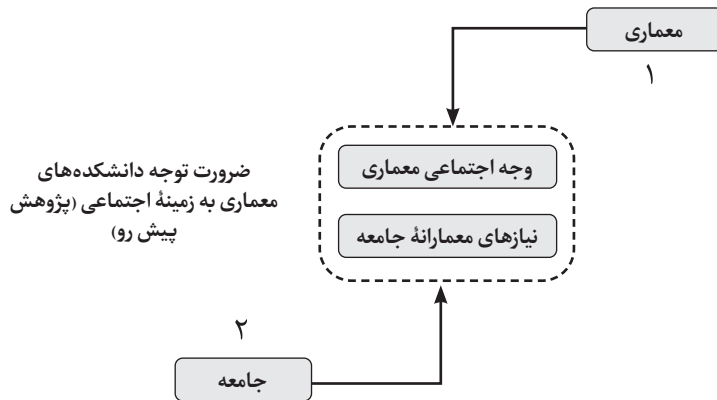 معماری
۱
وجه اجتماعی معماری
نیازهای معمارانهٔ جامعه
ضرورت توجه دانشکده‌های
معماری به زمینهٔ اجتماعی (پژوهش
پیش رو)
۲
جامعه